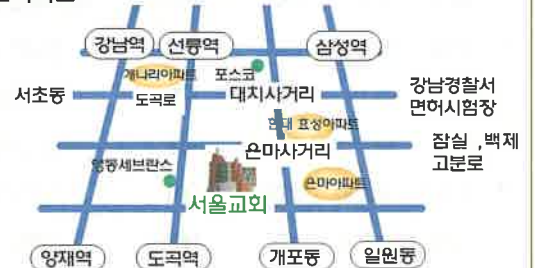 강남역 선릉역 삼성역
개나리아파트 포스코
서초동 도곡로 대치사거리 강남경찰서
면허시험장
현대 효성아파트
은마사거리 잠실 ,백제
고분로
영동세브란스
은마아파트
서울교회
양재역 도곡역 개포동 일원동